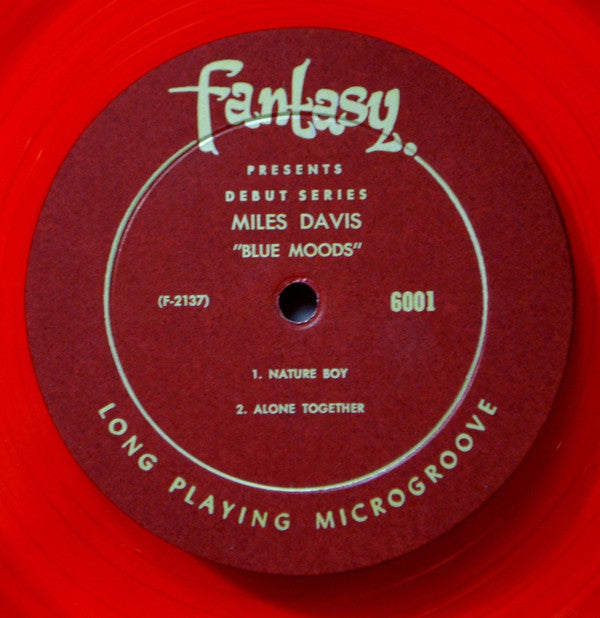 fantasy.
PRESENTS
DEBUT SERIES
MILES DAVIS
"BLUE MOODS"
(F-2137) 6001
1. NATURE BOY
2. ALONE TOGETHER
LONG PLAYING MICROGROOVE